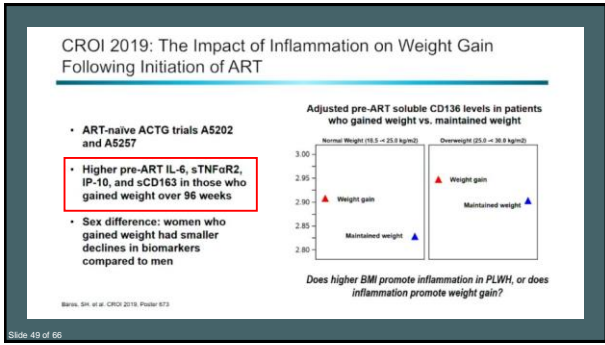 CROI 2019: The Impact of Inflammation on Weight Gain
Following Initiation of ART
• ART-naïve ACTG trials A5202
and A5257
• Higher pre-ART IL-6, sTNFαR2,
IP-10, and sCD163 in those who
gained weight over 96 weeks
• Sex difference: women who
gained weight had smaller
declines in biomarkers
compared to men
Adjusted pre-ART soluble CD136 levels in patients
who gained weight vs. maintained weight
Normal Weight (18.5 -< 25.0 kg/m2)
Overweight (25.0 -< 30.0 kg/m2)
3.00
2.95
2.90
2.85
2.80
Weight gain
Maintained weight
Weight gain
Maintained weight
Does higher BMI promote inflammation in PLWH, or does
inflammation promote weight gain?
Bares, SH, et al. CROI 2019, Poster 673
Slide 49 of 66